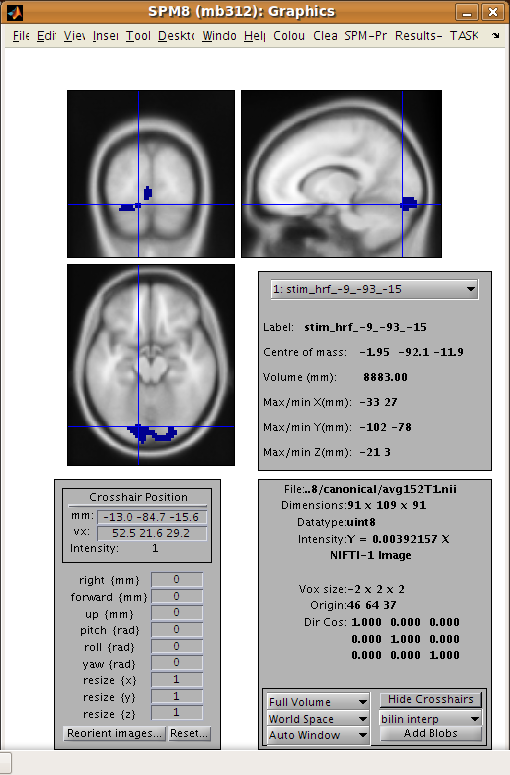 SPM8 (mb312): Graphics
File Edi Viev Inser Tool Deskto Windo Help Colou Clea SPM-Pr Results- TASK
1: stim_hrf_-9_-93_-15
Label: stim_hrf_-9_-93_-15
Centre of mass: -1.95 -92.1 -11.9
Volume (mm): 8883.00
Max/min X(mm): -33 27
Max/min Y(mm): -102 -78
Max/min Z(mm): -21 3
Crosshair Position
mm: -13.0 -84.7 -15.6
vx: 52.5 21.6 29.2
Intensity: 1
right {mm} 0
forward {mm} 0
up {mm} 0
pitch {rad} 0
roll {rad} 0
yaw {rad} 0
resize {x} 1
resize {y} 1
resize {z} 1
Reorient images... Reset...
File:..8/canonical/avg152T1.nii
Dimensions:91 x 109 x 91
Datatype:uint8
Intensity:Y = 0.00392157 X
NIFTI-1 Image
Vox size:-2 x 2 x 2
Origin:46 64 37
Dir Cos: 1.000 0.000 0.000
0.000 1.000 0.000
0.000 0.000 1.000
Full Volume Hide Crosshairs
World Space bilin interp
Auto Window Add Blobs